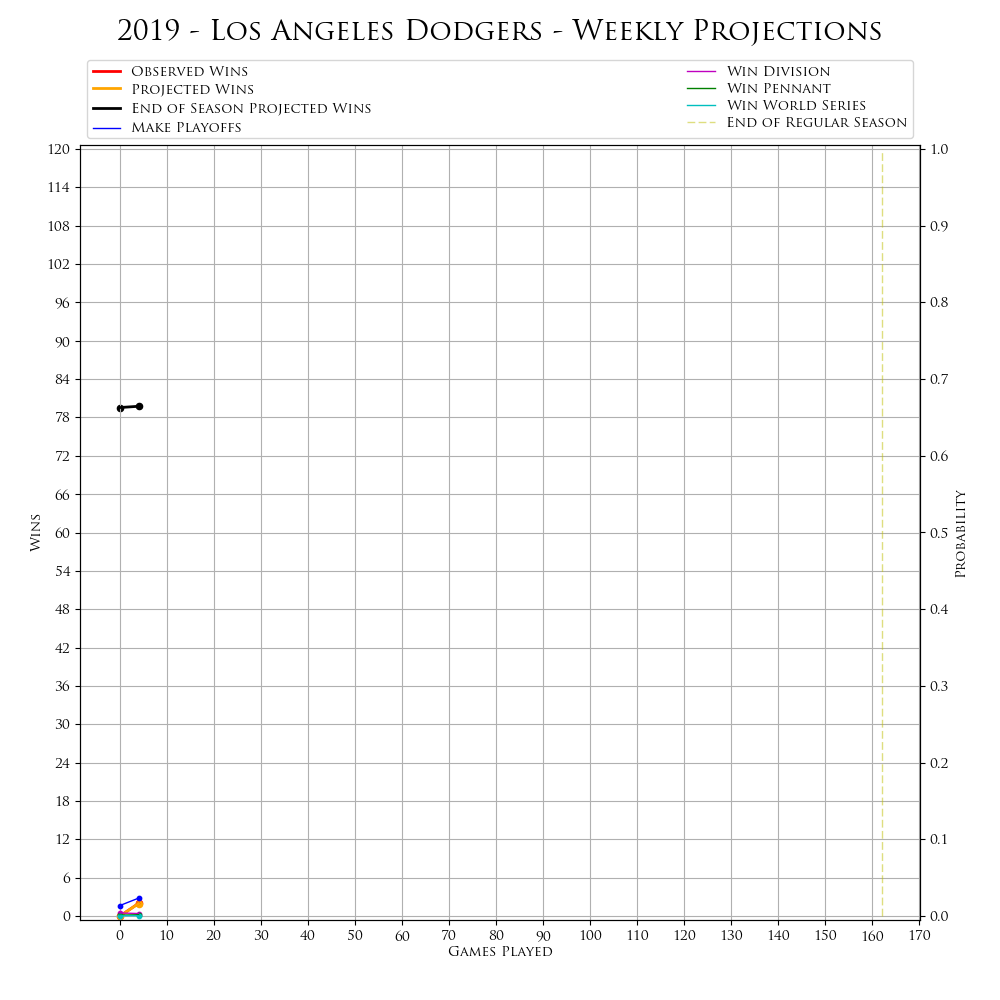 2019 - Los Angeles Dodgers - Weekly Projections
Observed Wins
Projected Wins
End of Season Projected Wins
Make Playoffs
Win Division
Win Pennant
Win World Series
End of Regular Season
120
114
108
102
96
90
84
78
72
66
60
54
48
42
36
30
24
18
12
6
0
Wins
1.0
0.9
0.8
0.7
0.6
0.5
0.4
0.3
0.2
0.1
0.0
Probability
0 10 20 30 40 50 60 70 80 90 100 110 120 130 140 150 160 170
Games Played